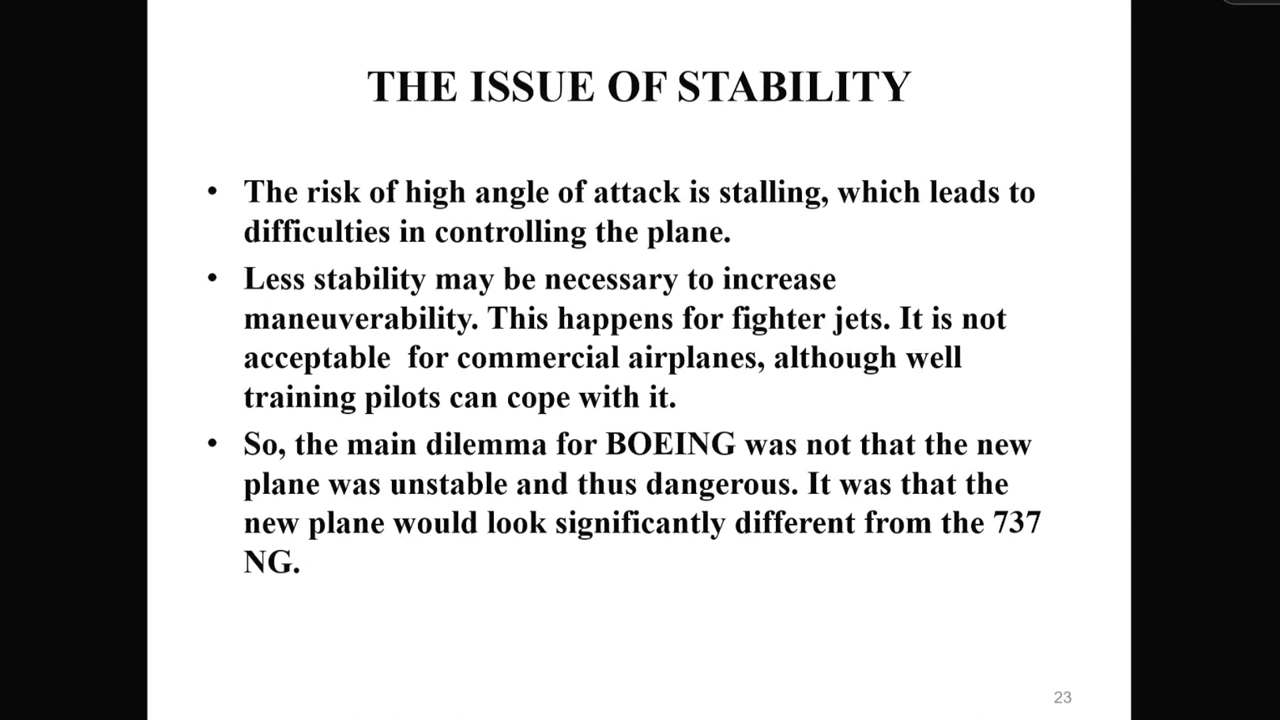 THE ISSUE OF STABILITY
• The risk of high angle of attack is stalling, which leads to
difficulties in controlling the plane.
• Less stability may be necessary to increase
maneuverability. This happens for fighter jets. It is not
acceptable  for commercial airplanes, although well
training pilots can cope with it.
• So, the main dilemma for BOEING was not that the new
plane was unstable and thus dangerous. It was that the
new plane would look significantly different from the 737
NG.
23